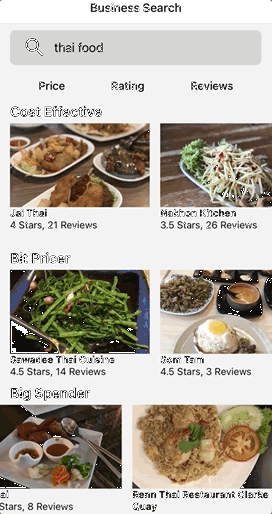 Business Search
thai food
Price Rating Reviews
Cost Effective
Jai Thai Nakhon Kitchen
4 Stars, 21 Reviews 3.5 Stars, 26 Reviews
Bit Pricer
Sawadee Thai Cuisine Som Tam
4.5 Stars, 14 Reviews 4.5 Stars, 3 Reviews
Big Spender
ai Renn Thai Restaurant Clarke
Stars, 8 Reviews Quay